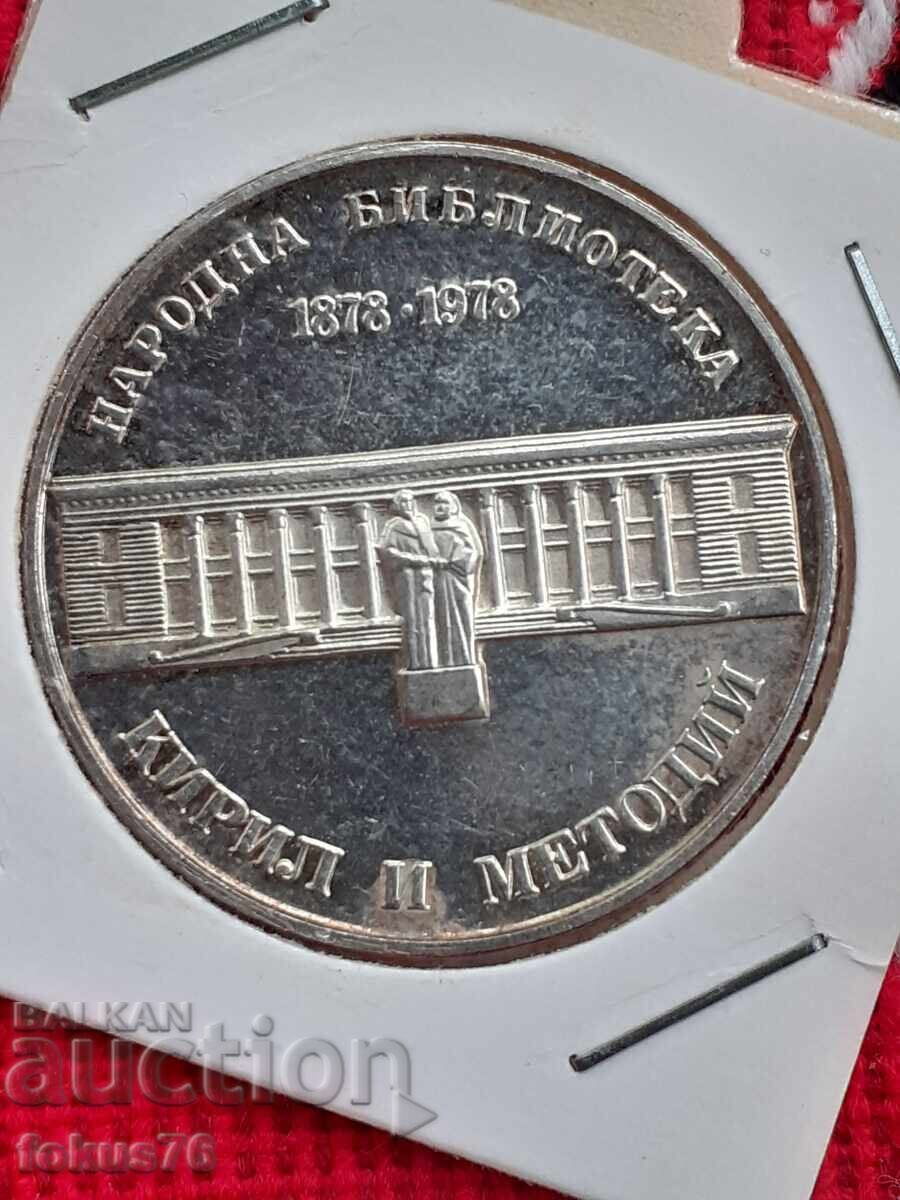 НАРОДНА БИБЛИОТЕКА
1878·1978
КИРИЛ И МЕТОДИЙ
BALKAN
auction
fokus76